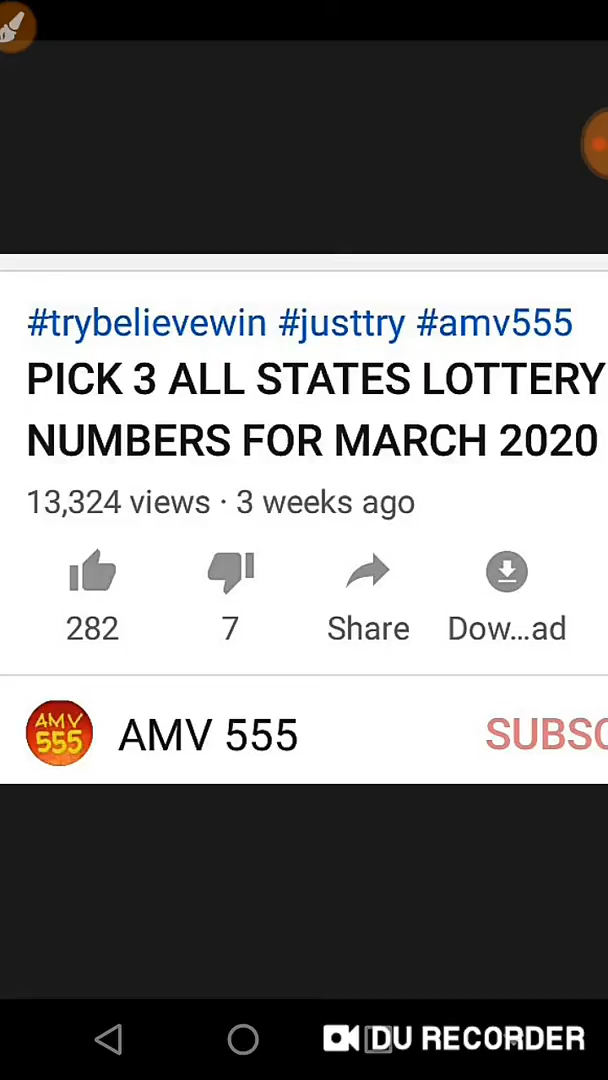 #trybelievewin #justtry #amv555
PICK 3 ALL STATES LOTTERY
NUMBERS FOR MARCH 2020
13,324 views · 3 weeks ago
282 7 Share Dow...ad
AMV 555 AMV 555 SUBSC
DU RECORDER